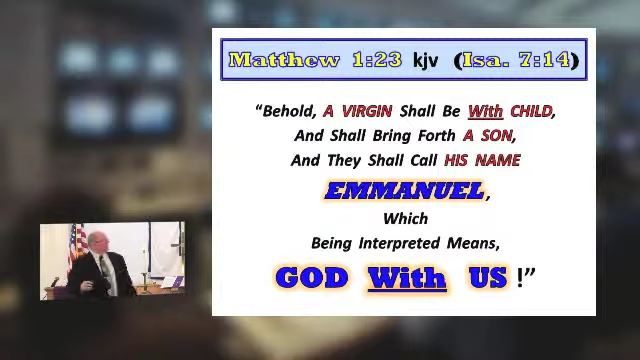 Matthew 1:23 kjv (Isa. 7:14)
“Behold, A VIRGIN Shall Be With CHILD,
And Shall Bring Forth A SON,
And They Shall Call HIS NAME
EMMANUEL,
Which
Being Interpreted Means,
GOD With US !”